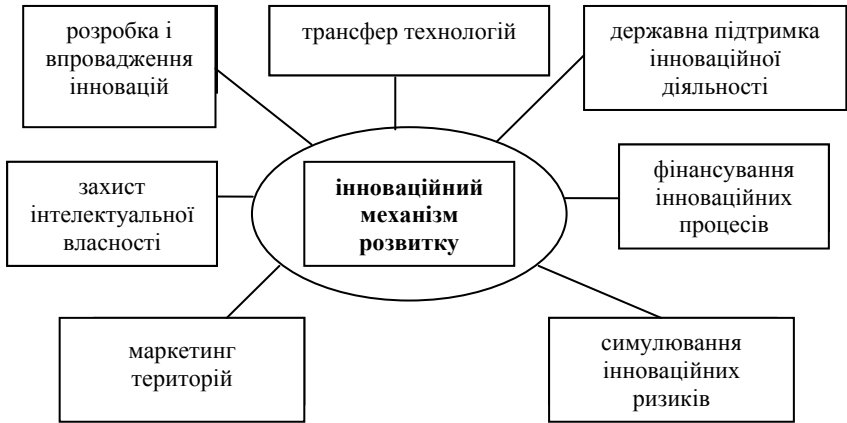 розробка і
впровадження
інновацій
трансфер технологій
державна підтримка
інноваційної
діяльності
захист
інтелектуальної
власності
інноваційний
механізм
розвитку
фінансування
інноваційних
процесів
маркетинг
територій
симулювання
інноваційних
ризиків